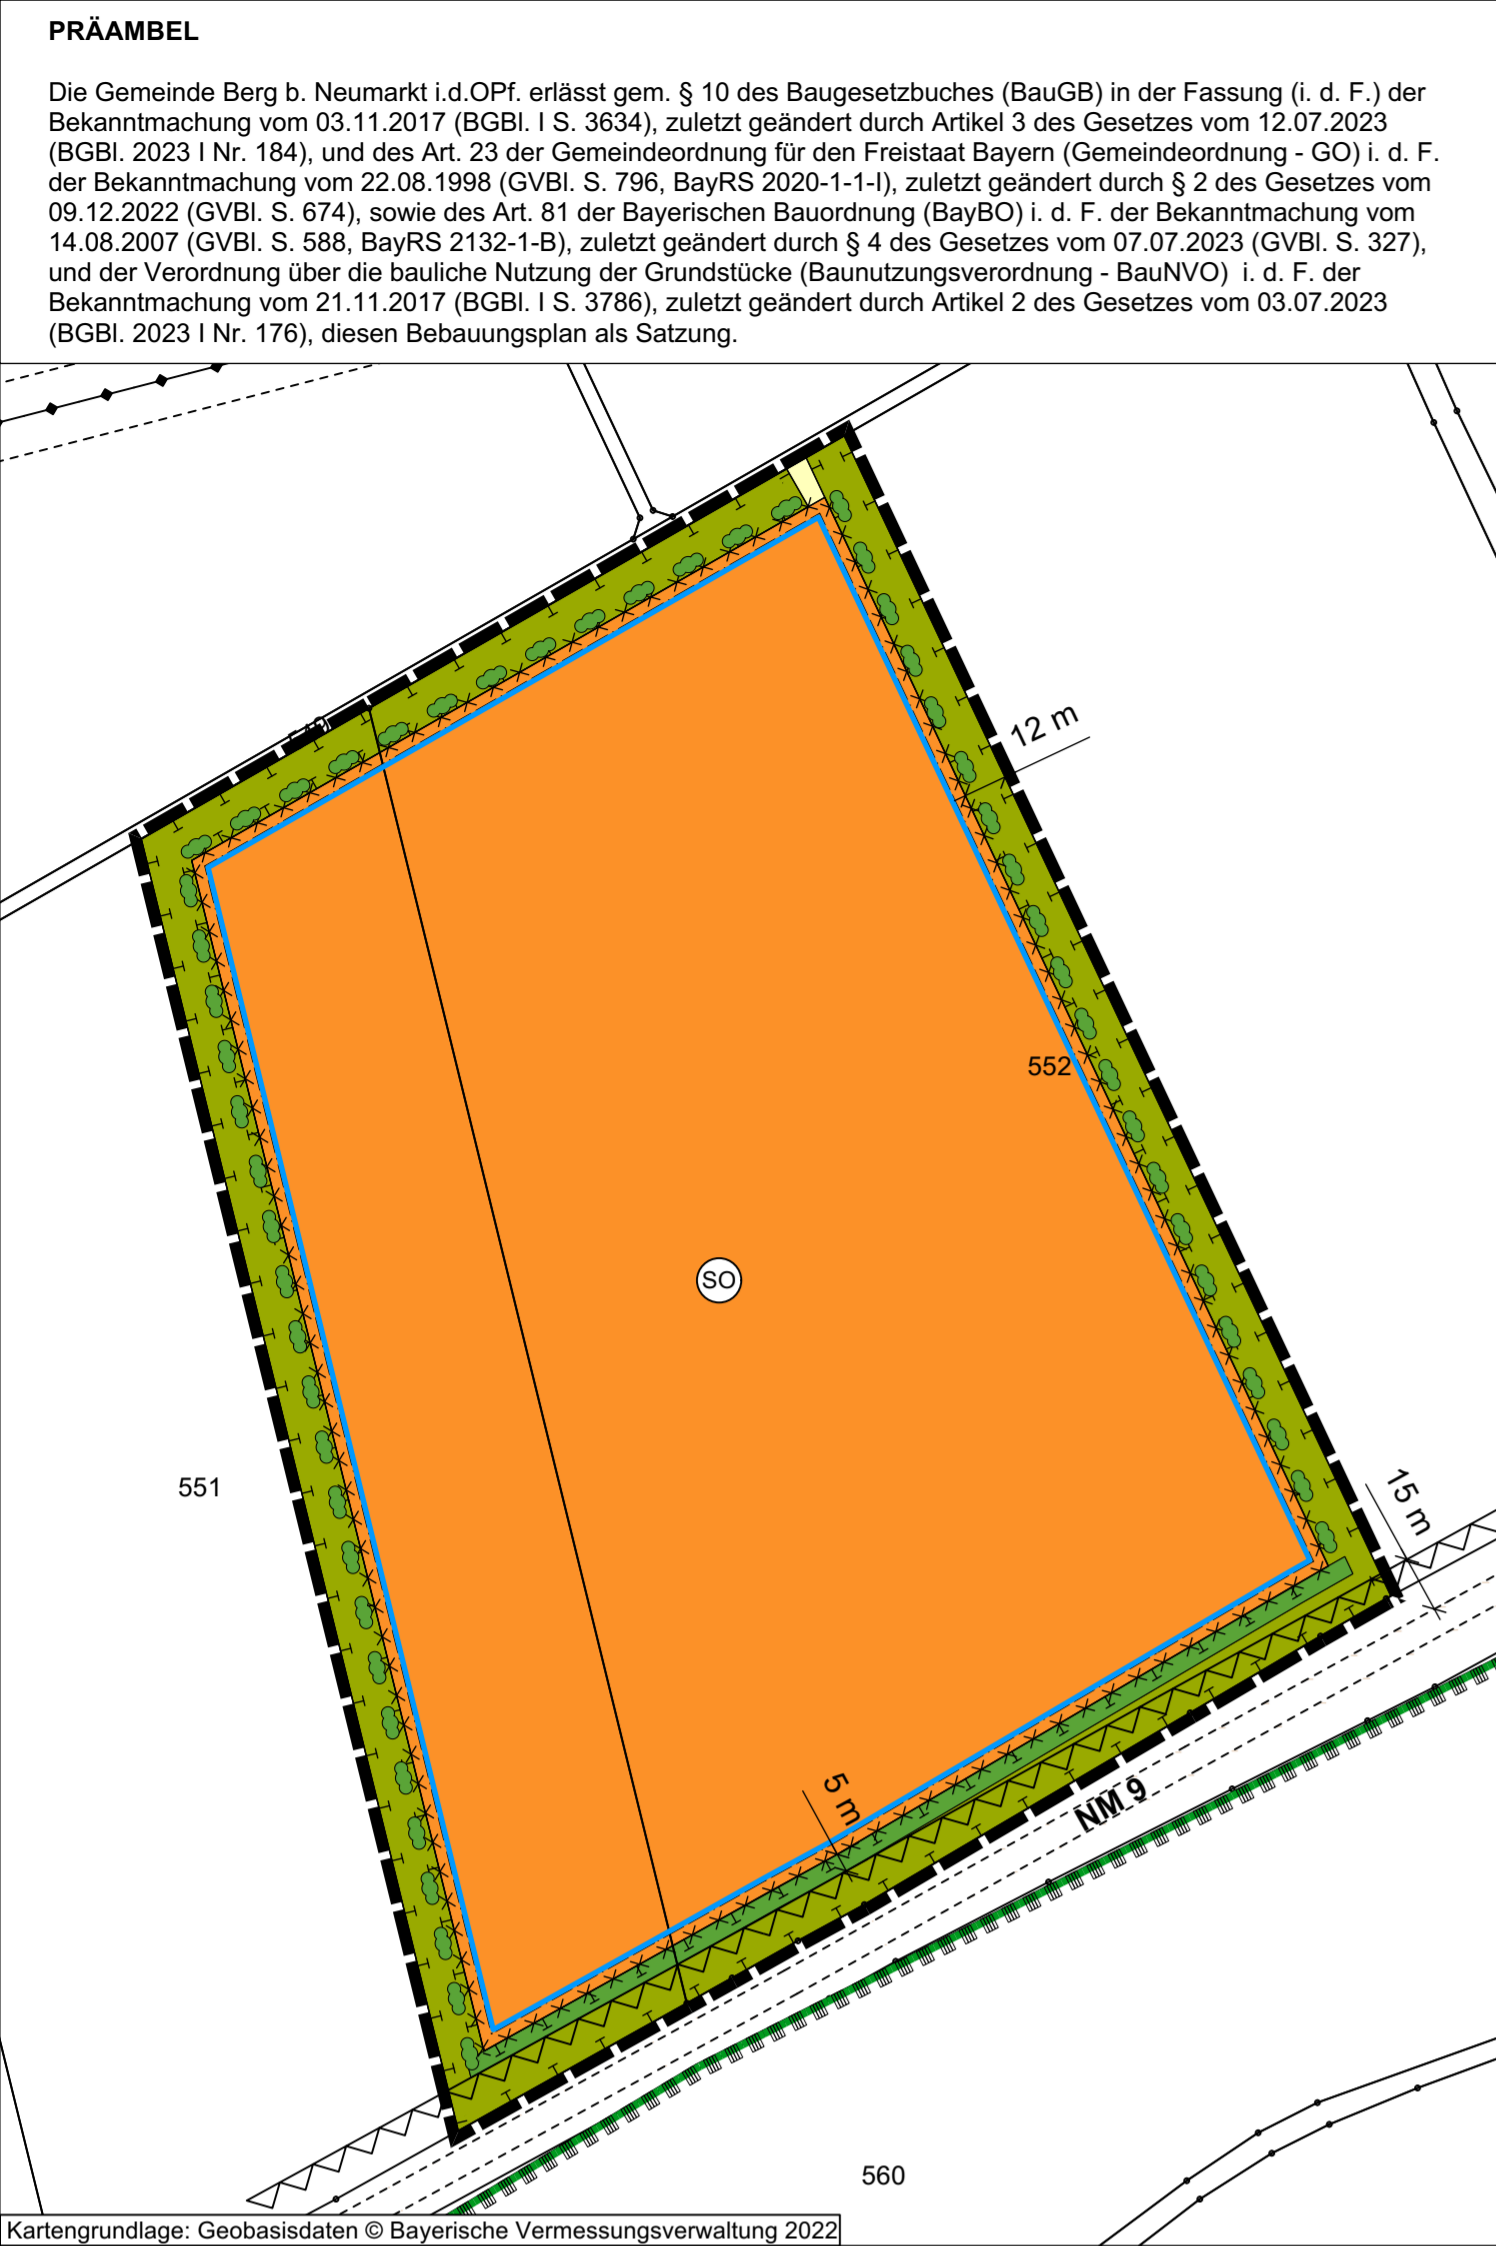 PRÄAMBEL
Die Gemeinde Berg b. Neumarkt i.d.OPf. erlässt gem. § 10 des Baugesetzbuches (BauGB) in der Fassung (i. d. F.) der
Bekanntmachung vom 03.11.2017 (BGBl. I S. 3634), zuletzt geändert durch Artikel 3 des Gesetzes vom 12.07.2023
(BGBl. 2023 I Nr. 184), und des Art. 23 der Gemeindeordnung für den Freistaat Bayern (Gemeindeordnung - GO) i. d. F.
der Bekanntmachung vom 22.08.1998 (GVBl. S. 796, BayRS 2020-1-1-I), zuletzt geändert durch § 2 des Gesetzes vom
09.12.2022 (GVBl. S. 674), sowie des Art. 81 der Bayerischen Bauordnung (BayBO) i. d. F. der Bekanntmachung vom
14.08.2007 (GVBl. S. 588, BayRS 2132-1-B), zuletzt geändert durch § 4 des Gesetzes vom 07.07.2023 (GVBl. S. 327),
und der Verordnung über die bauliche Nutzung der Grundstücke (Baunutzungsverordnung - BauNVO) i. d. F. der
Bekanntmachung vom 21.11.2017 (BGBl. I S. 3786), zuletzt geändert durch Artikel 2 des Gesetzes vom 03.07.2023
(BGBl. 2023 I Nr. 176), diesen Bebauungsplan als Satzung.
12 m
552
SO
551
15 m
5 m
NM 9
560
Kartengrundlage: Geobasisdaten © Bayerische Vermessungsverwaltung 2022